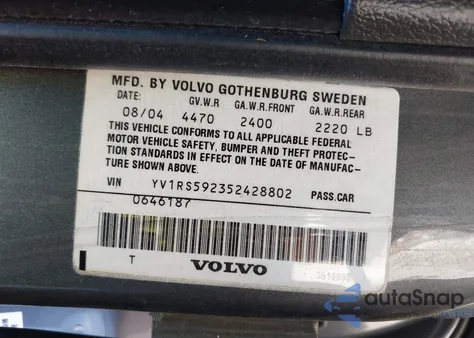 MFD. BY VOLVO GOTHENBURG SWEDEN
DATE: GV.W.R GA.W.R.FRONT GA.W.R.REAR
08/04 4470 2400 2220 LB
THIS VEHICLE CONFORMS TO ALL APPLICABLE FEDERAL
MOTOR VEHICLE SAFETY, BUMPER AND THEFT PROTEC-
TION STANDARDS IN EFFECT ON THE DATE OF MANUFAC-
TURE SHOWN ABOVE.
VIN YV1RS592352428802 PASS.CAR
0646187
T VOLVO
autoSnap